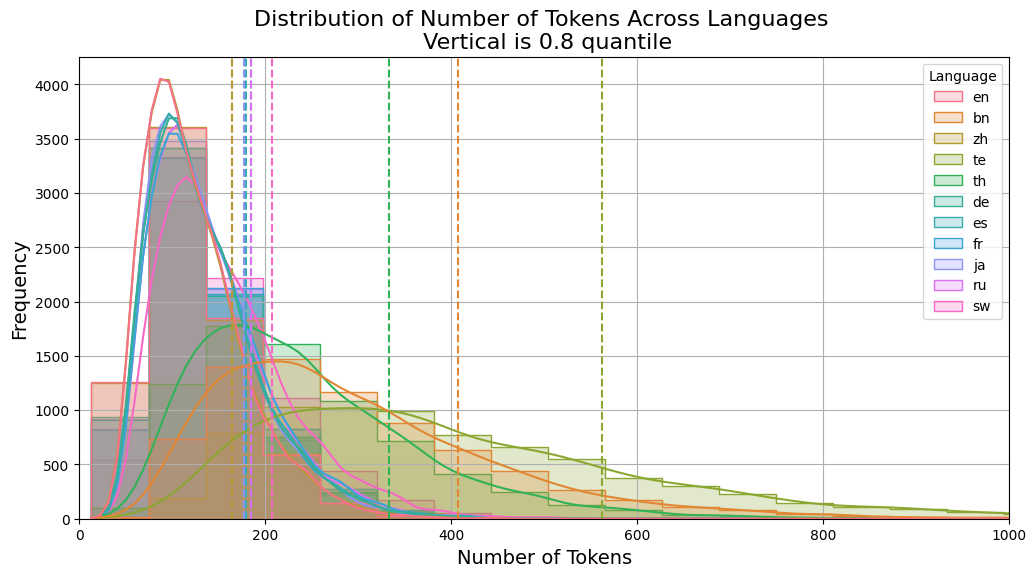 Distribution of Number of Tokens Across Languages
Vertical is 0.8 quantile
Frequency
4000
3500
3000
2500
2000
1500
1000
500
0
0 200 400 600 800 1000
Number of Tokens
Language
en
bn
zh
te
th
de
es
fr
ja
ru
sw